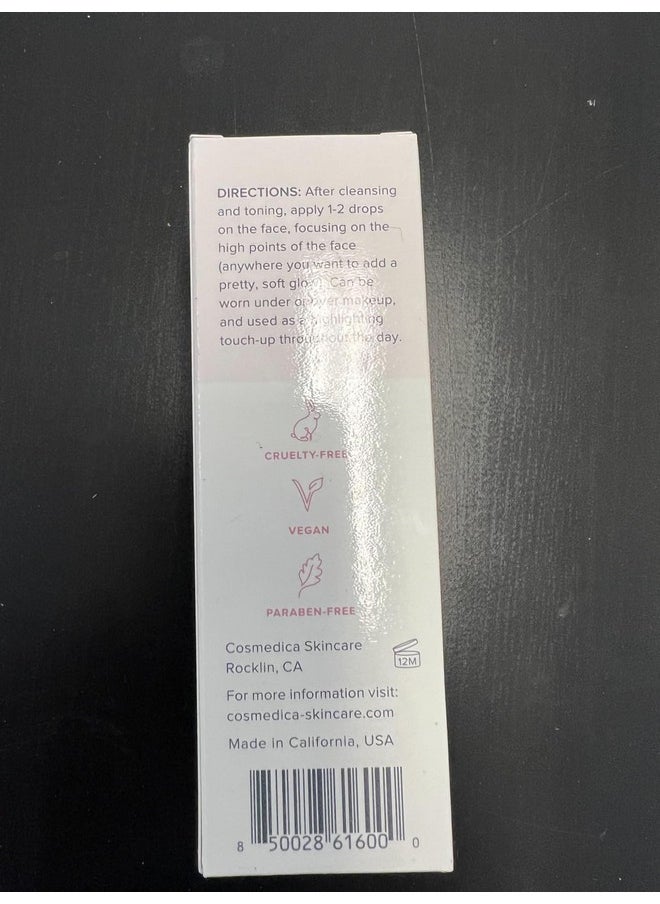 DIRECTIONS: After cleansing
and toning, apply 1-2 drops
on the face, focusing on the
high points of the face
(anywhere you want to add a
pretty, soft glow). Can be
worn under or over makeup,
and used as a highlighting
touch-up throughout the day.
CRUELTY-FREE
VEGAN
PARABEN-FREE
Cosmedica Skincare
Rocklin, CA
12M
For more information visit:
cosmedica-skincare.com
Made in California, USA
8 50028 61600 0